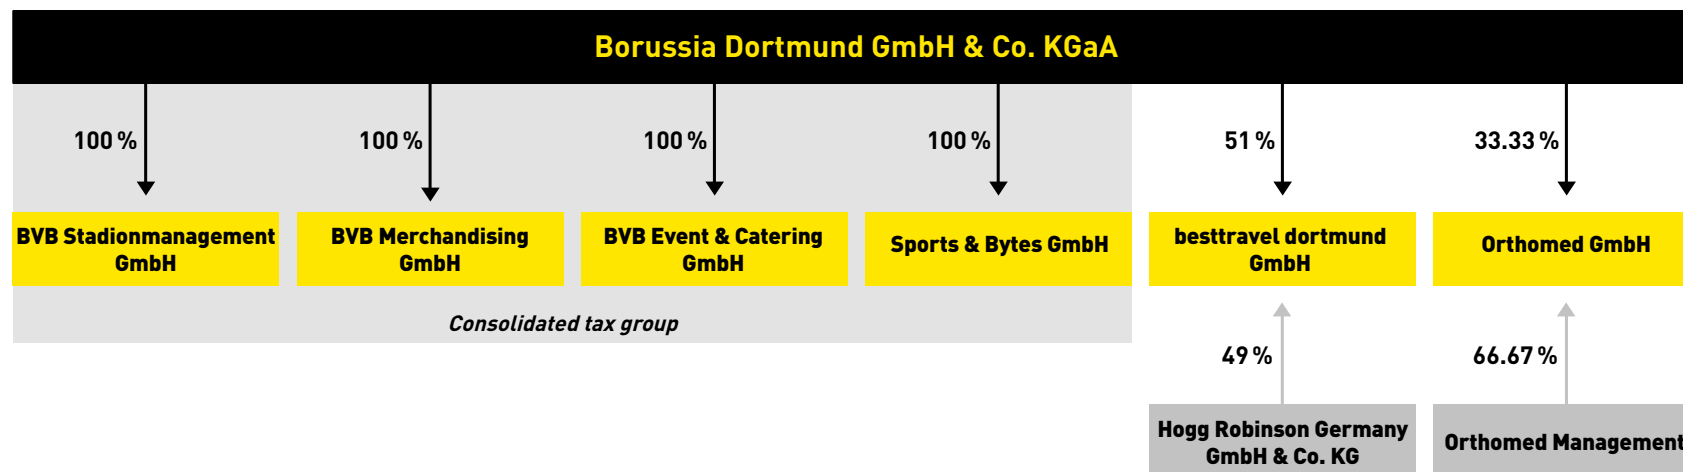 Borussia Dortmund GmbH & Co. KGaA
100 %
100 %
100 %
100 %
51 %
33.33 %
BVB Stadionmanagement
GmbH
BVB Merchandising
GmbH
BVB Event & Catering
GmbH
Sports & Bytes GmbH
besttravel dortmund
GmbH
Orthomed GmbH
Consolidated tax group
49 %
66.67 %
Hogg Robinson Germany
GmbH & Co. KG
Orthomed Management